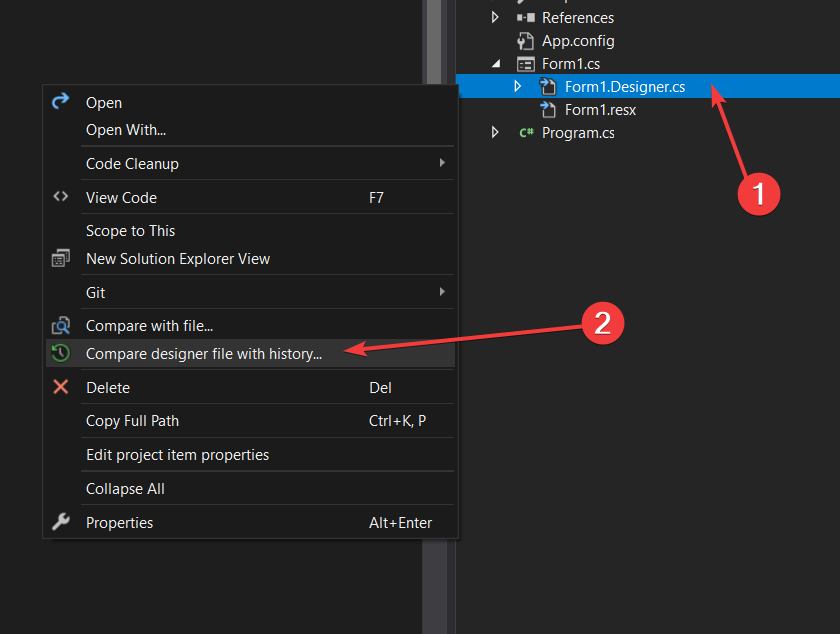 References
App.config
Form1.cs
Form1.Designer.cs
Form1.resx
C# Program.cs
1
Open
Open With...
Code Cleanup
View Code F7
Scope to This
New Solution Explorer View
Git
Compare with file...
Compare designer file with history...
2
Delete Del
Copy Full Path Ctrl+K, P
Edit project item properties
Collapse All
Properties Alt+Enter